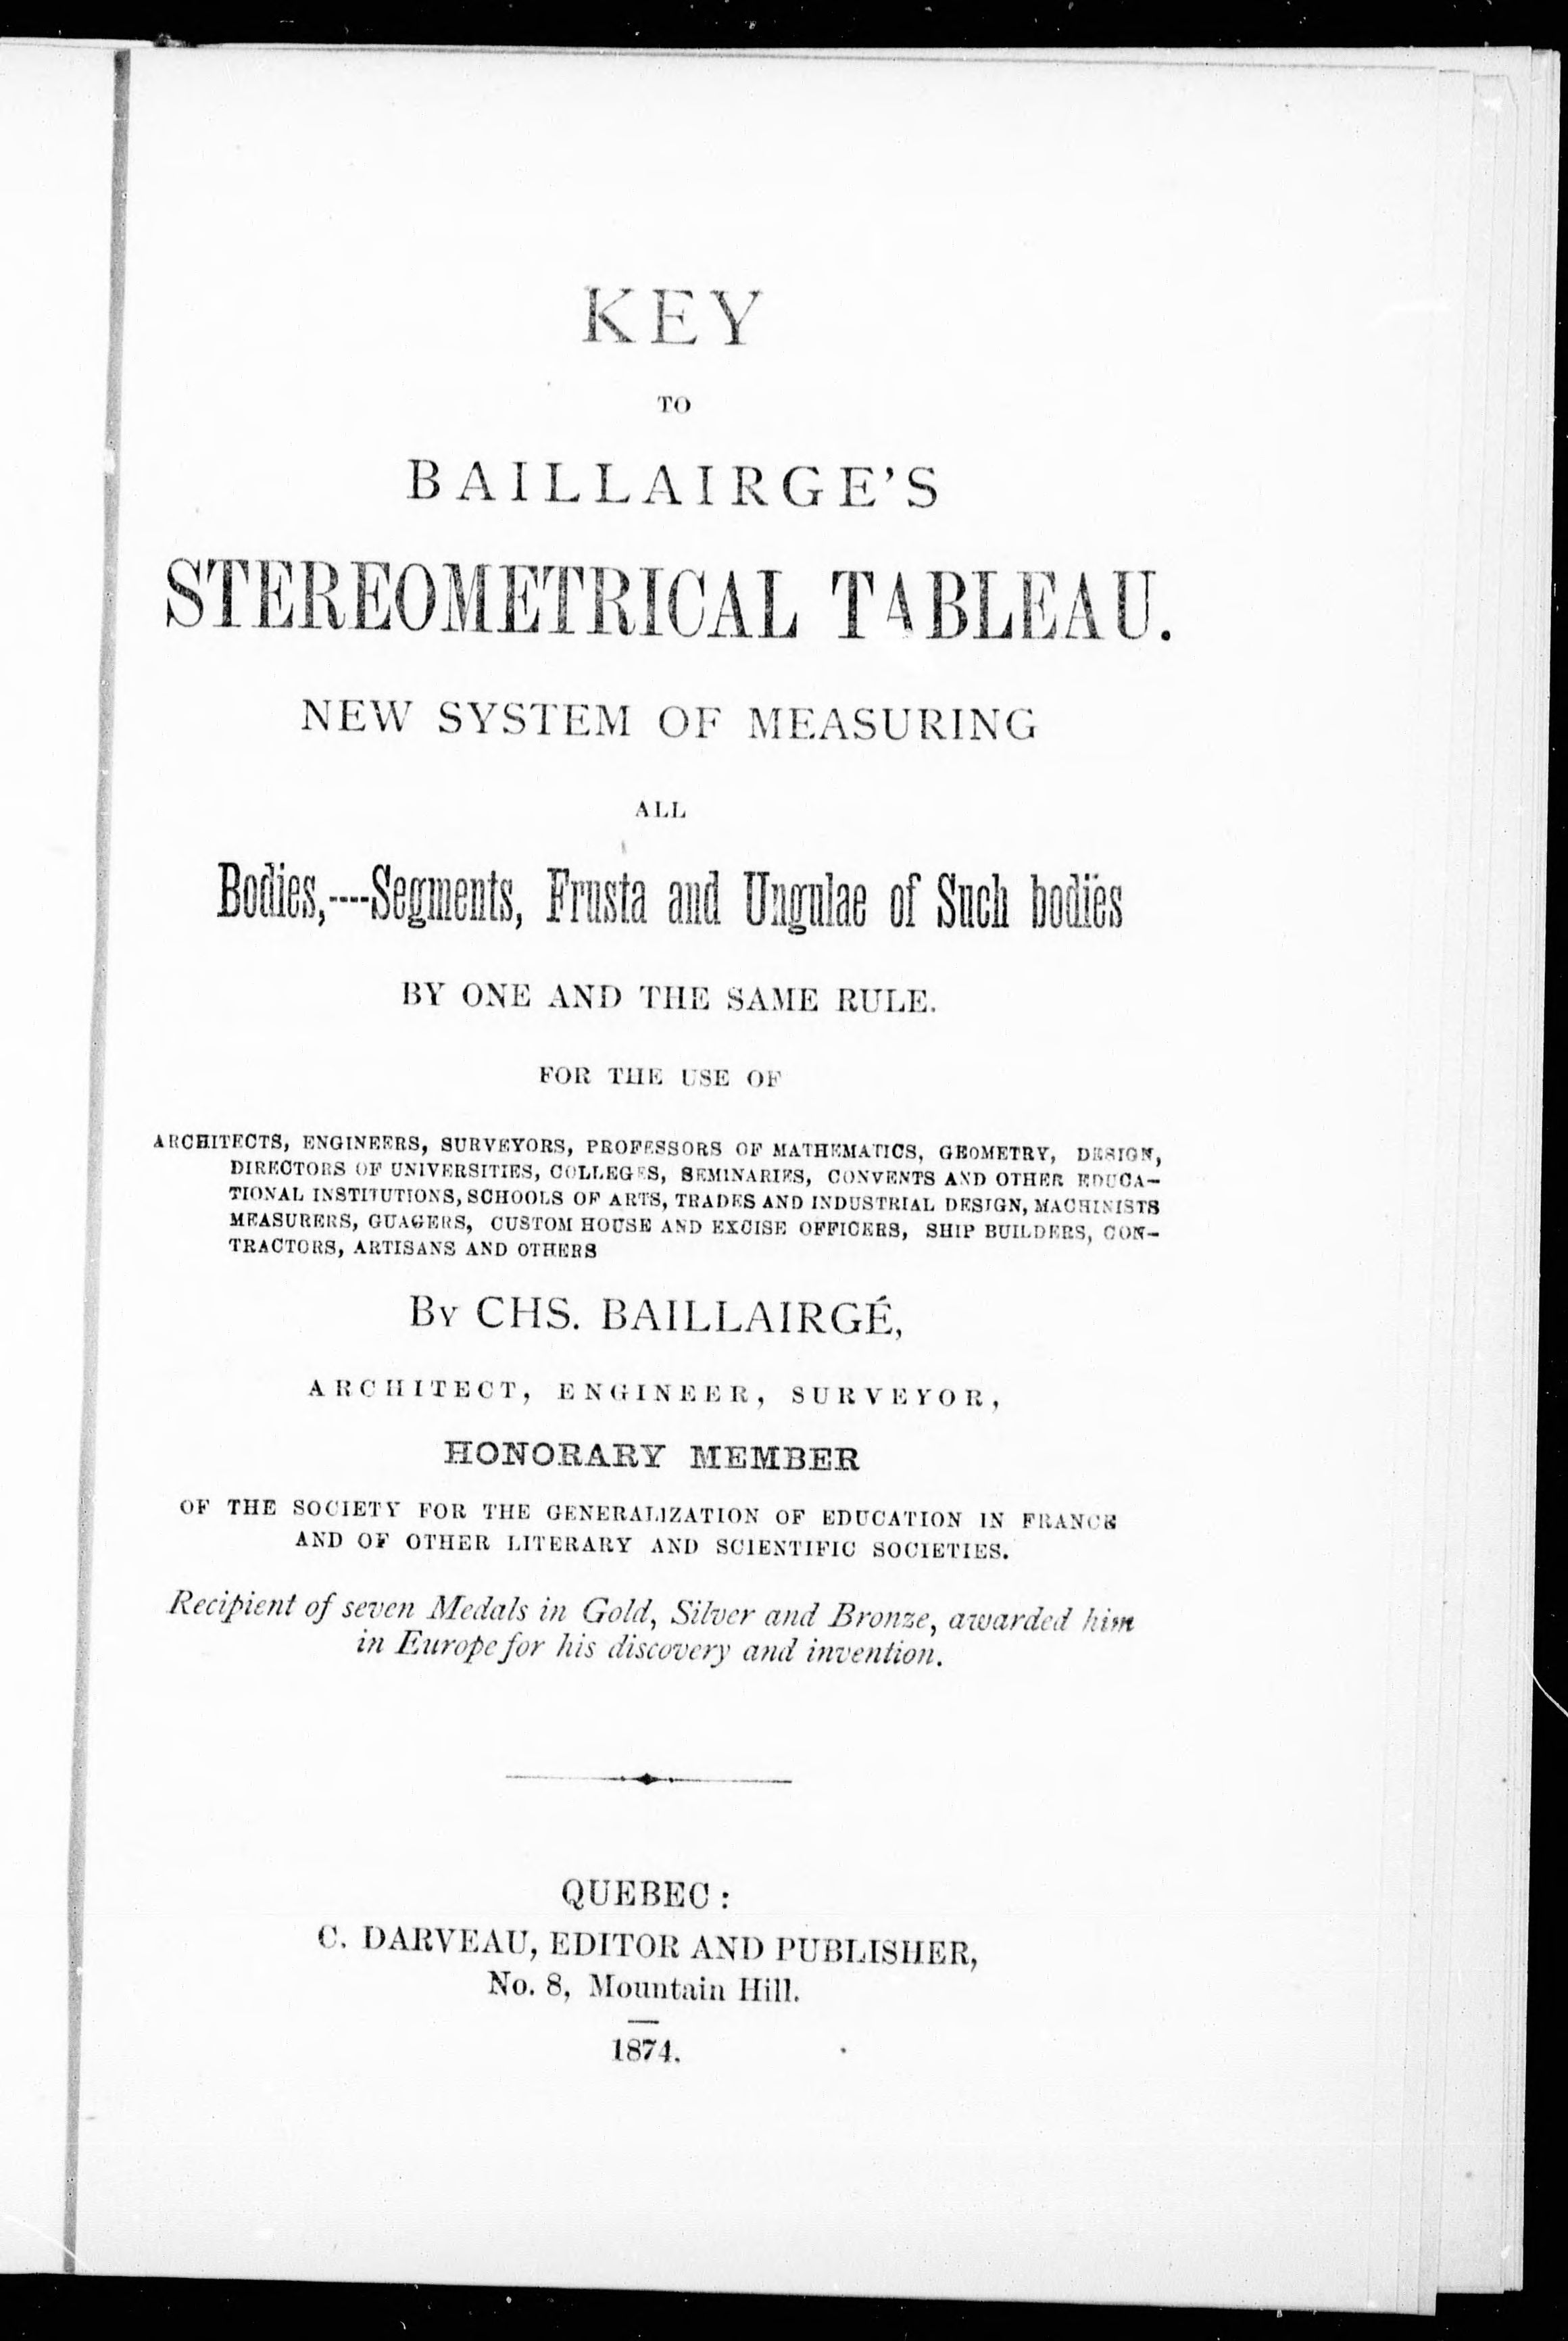 KEY
TO
BAILLAIRGE'S
STEREOMETRICAL TABLEAU.
NEW SYSTEM OF MEASURING
ALL
Bodies,----Segments, Frusta and Ungulae of Such bodies
BY ONE AND THE SAME RULE.
FOR THE USE OF
ARCHITECTS, ENGINEERS, SURVEYORS, PROFESSORS OF MATHEMATICS, GEOMETRY, DESIGN,
DIRECTORS OF UNIVERSITIES, COLLEGES, SEMINARIES, CONVENTS AND OTHER EDUCA-
TIONAL INSTITUTIONS, SCHOOLS OF ARTS, TRADES AND INDUSTRIAL DESIGN, MACHINISTS
MEASURERS, GUAGERS, CUSTOM HOUSE AND EXCISE OFFICERS, SHIP BUILDERS, CON-
TRACTORS, ARTISANS AND OTHERS
By CHS. BAILLAIRGÉ,
ARCHITECT, ENGINEER, SURVEYOR,
HONORARY MEMBER
OF THE SOCIETY FOR THE GENERALIZATION OF EDUCATION IN FRANCE
AND OF OTHER LITERARY AND SCIENTIFIC SOCIETIES.
Recipient of seven Medals in Gold, Silver and Bronze, awarded him
in Europe for his discovery and invention.
QUEBEC:
C. DARVEAU, EDITOR AND PUBLISHER,
No. 8, Mountain Hill.
1874.